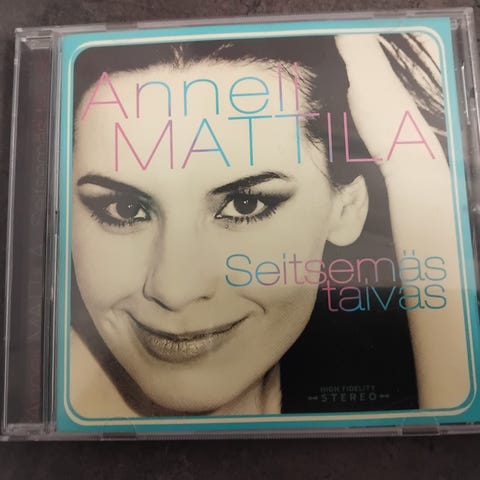 Anneli
MATTILA
Seitsemäs
taivas
HIGH FIDELITY
STEREO